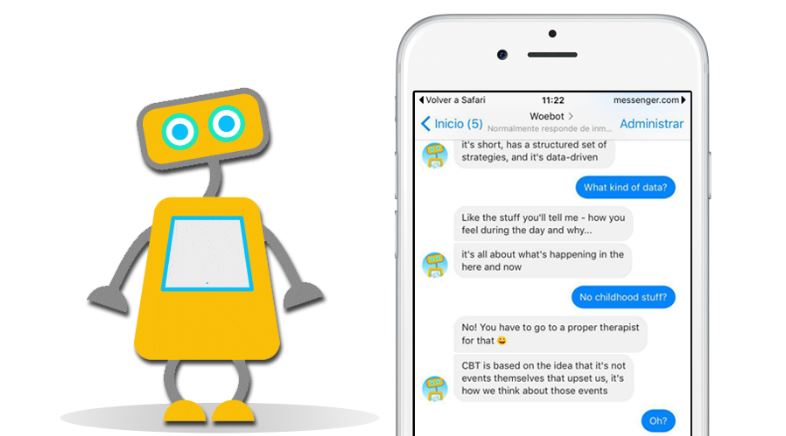 Volver a Safari 11:22 messenger.com
Inicio (5) Woebot Administrar
Normalmente responde de inm...
it's short, has a structured set of
strategies, and it's data-driven
What kind of data?
Like the stuff you'll tell me - how you
feel during the day and why...
it's all about what's happening in the
here and now
No childhood stuff?
No! You have to go to a proper therapist
for that 😀
CBT is based on the idea that it's not
events themselves that upset us, it's
how we think about those events
Oh?